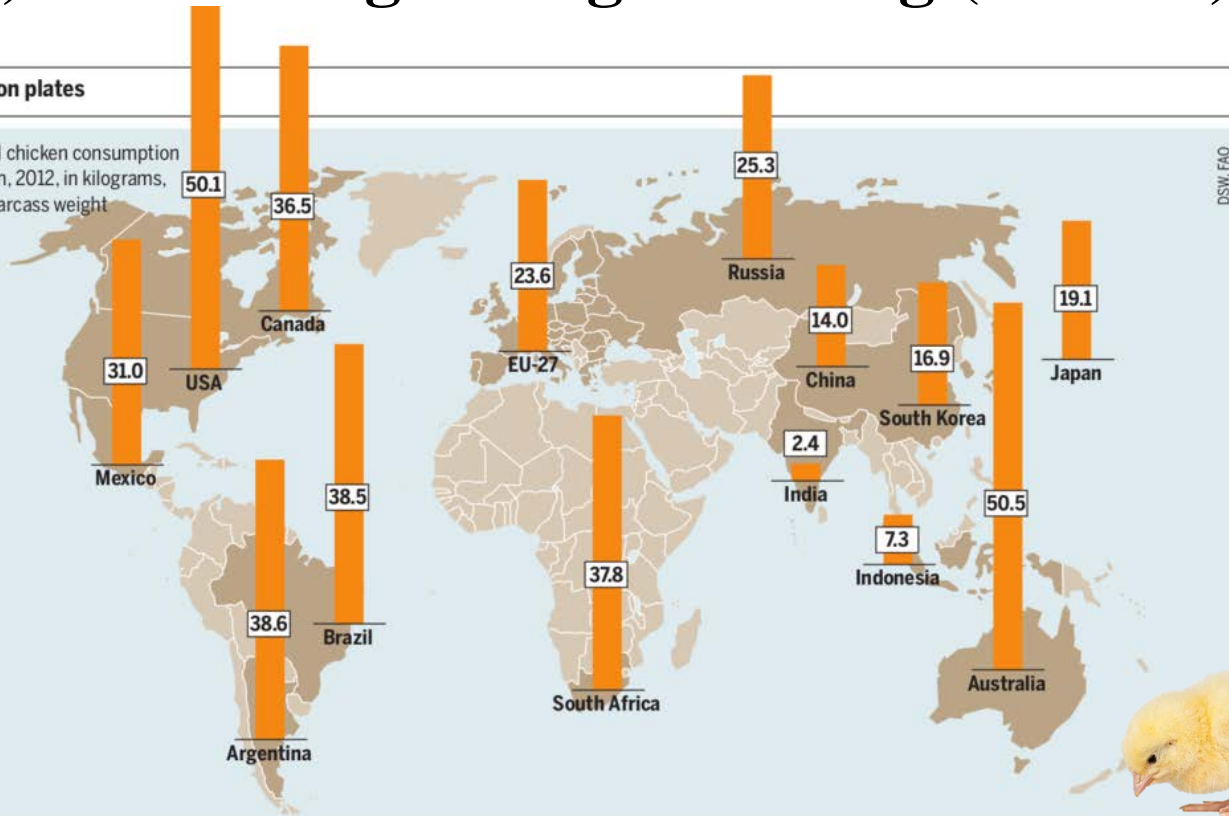 on plates
chicken consumption
2012, in kilograms,
weight
50.1
36.5
25.3
23.6
19.1
31.0
14.0
16.9
Russia
Canada
USA
EU-27
China
Japan
South Korea
2.4
Mexico
India
38.5
50.5
7.3
37.8
Indonesia
38.6
Brazil
Australia
South Africa
Argentina
DSW, FAO